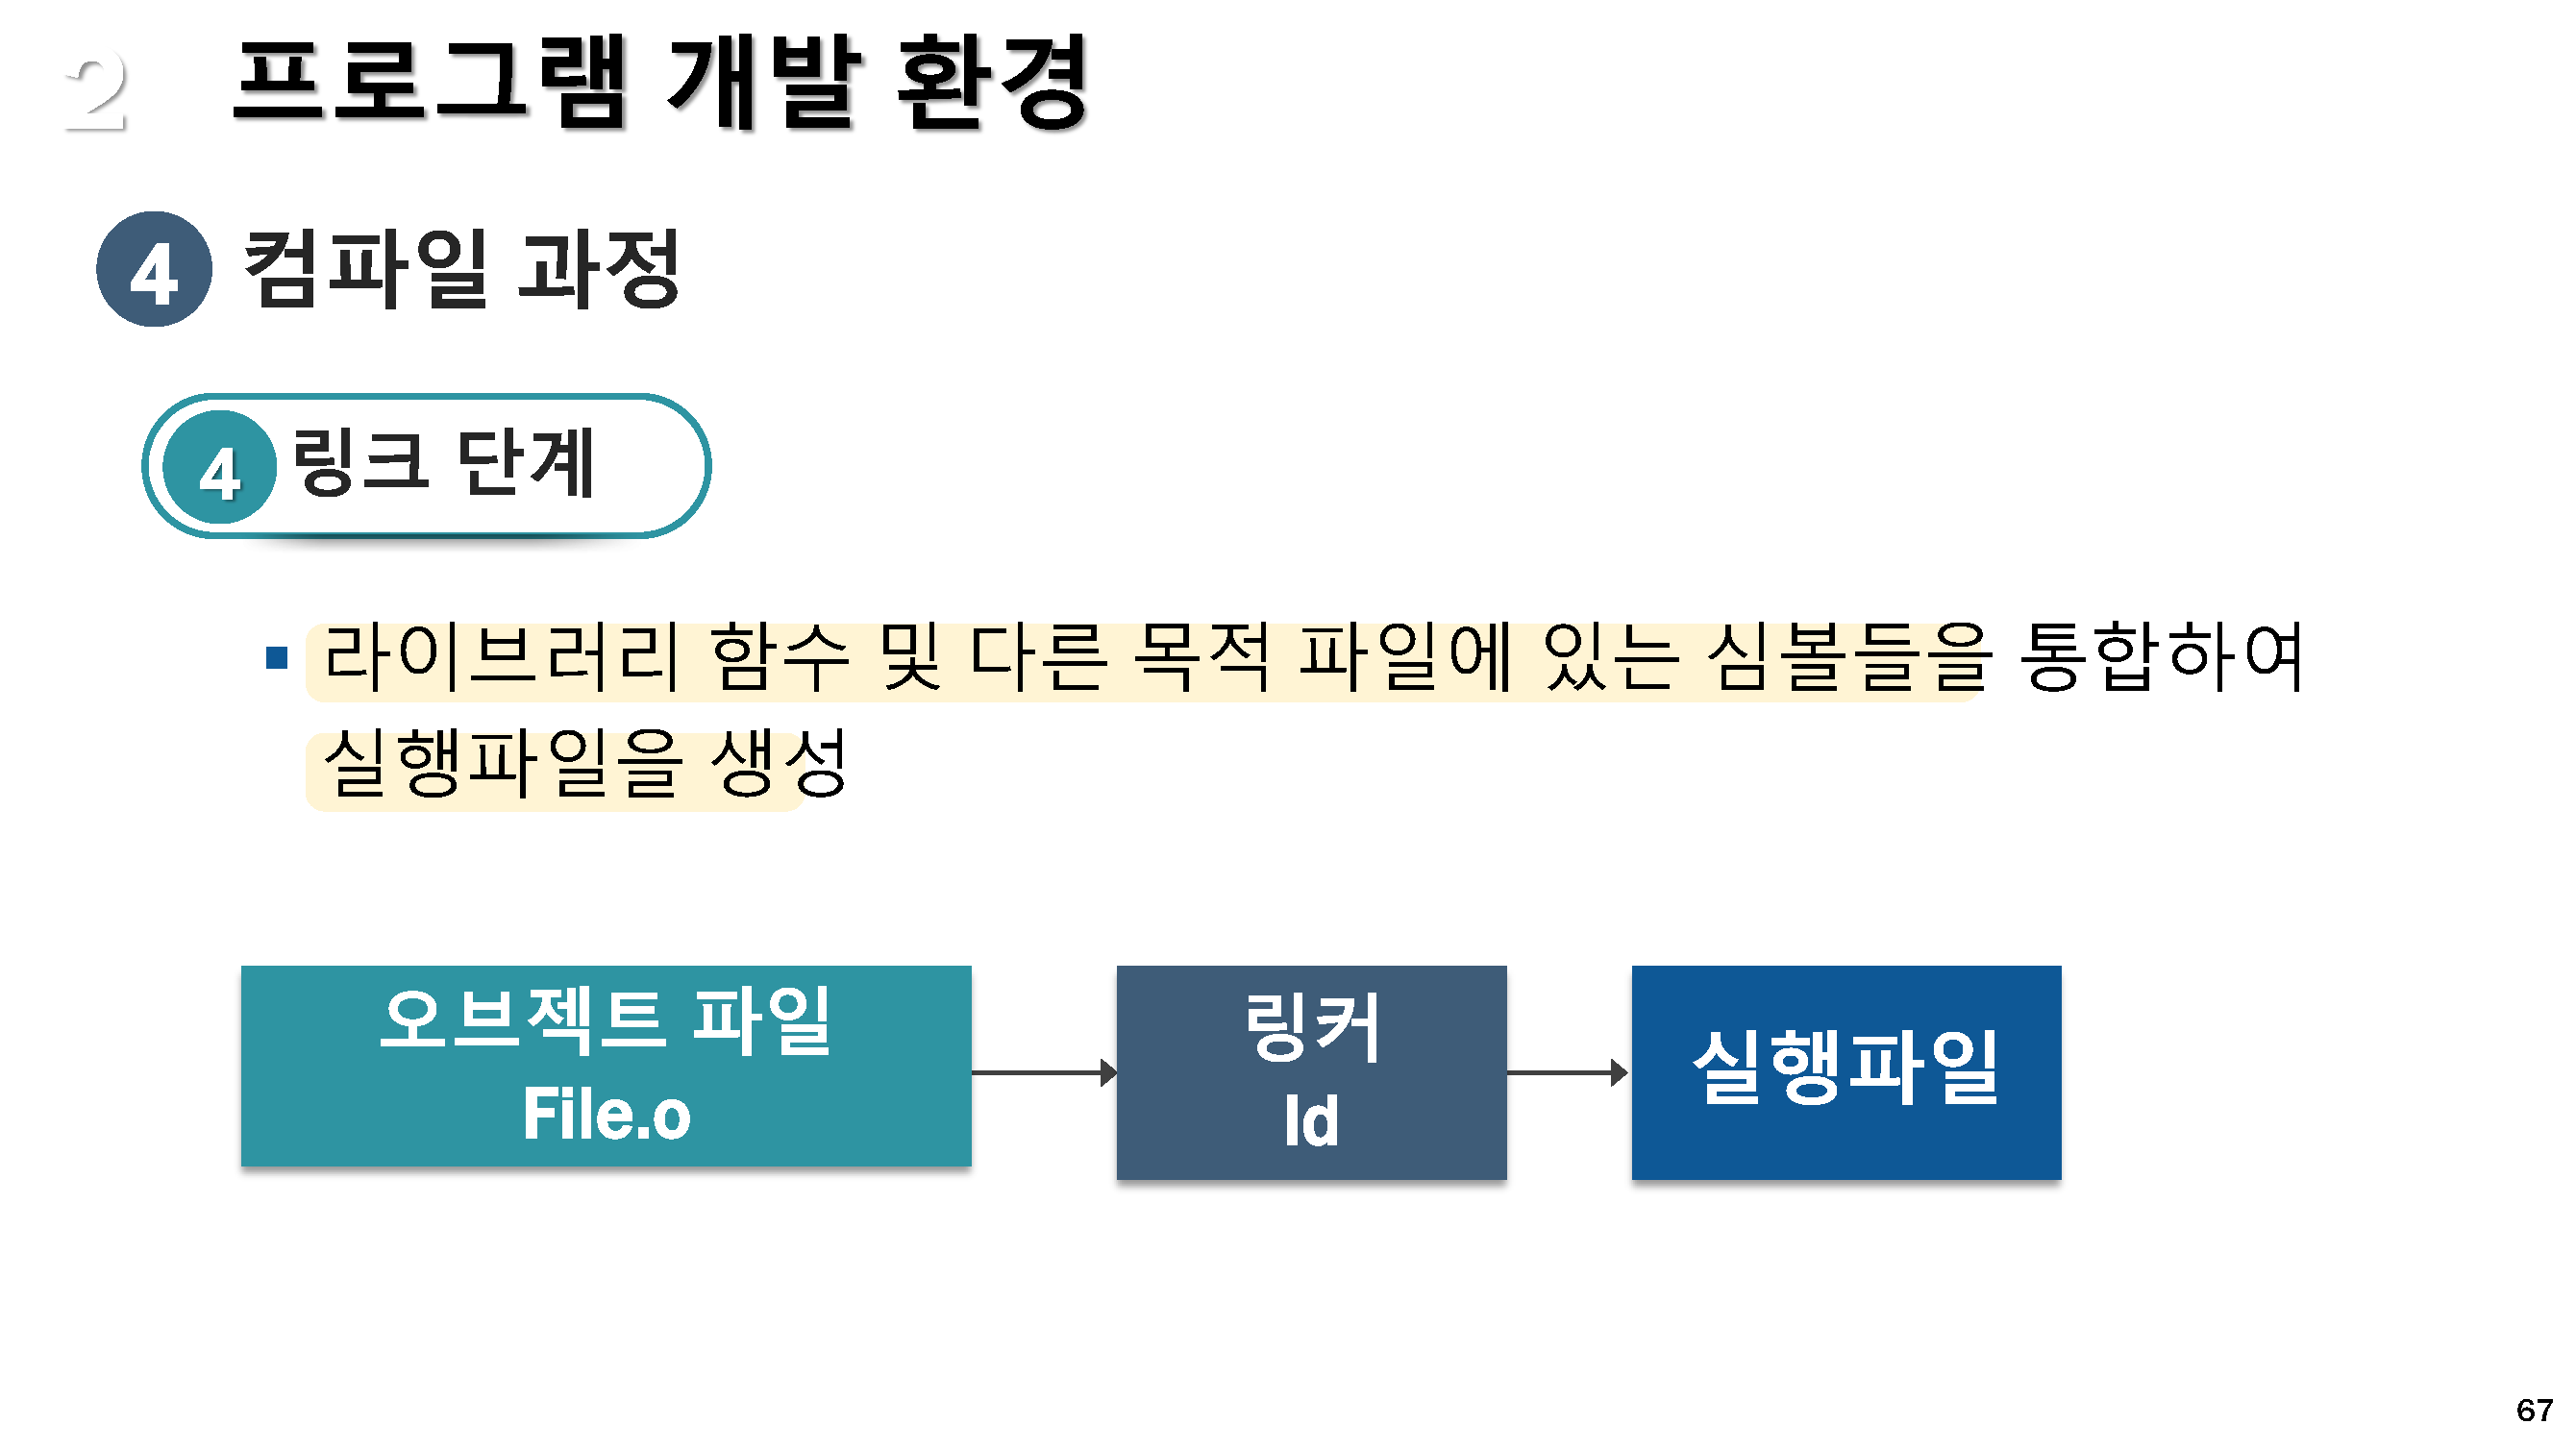 2 프로그램 개발 환경
4 컴파일 과정
4 링크 단계
▪ 라이브러리 함수 및 다른 목적 파일에 있는 심볼들을 통합하여
실행파일을 생성
오브젝트 파일
File.o
링커
ld
실행파일
67